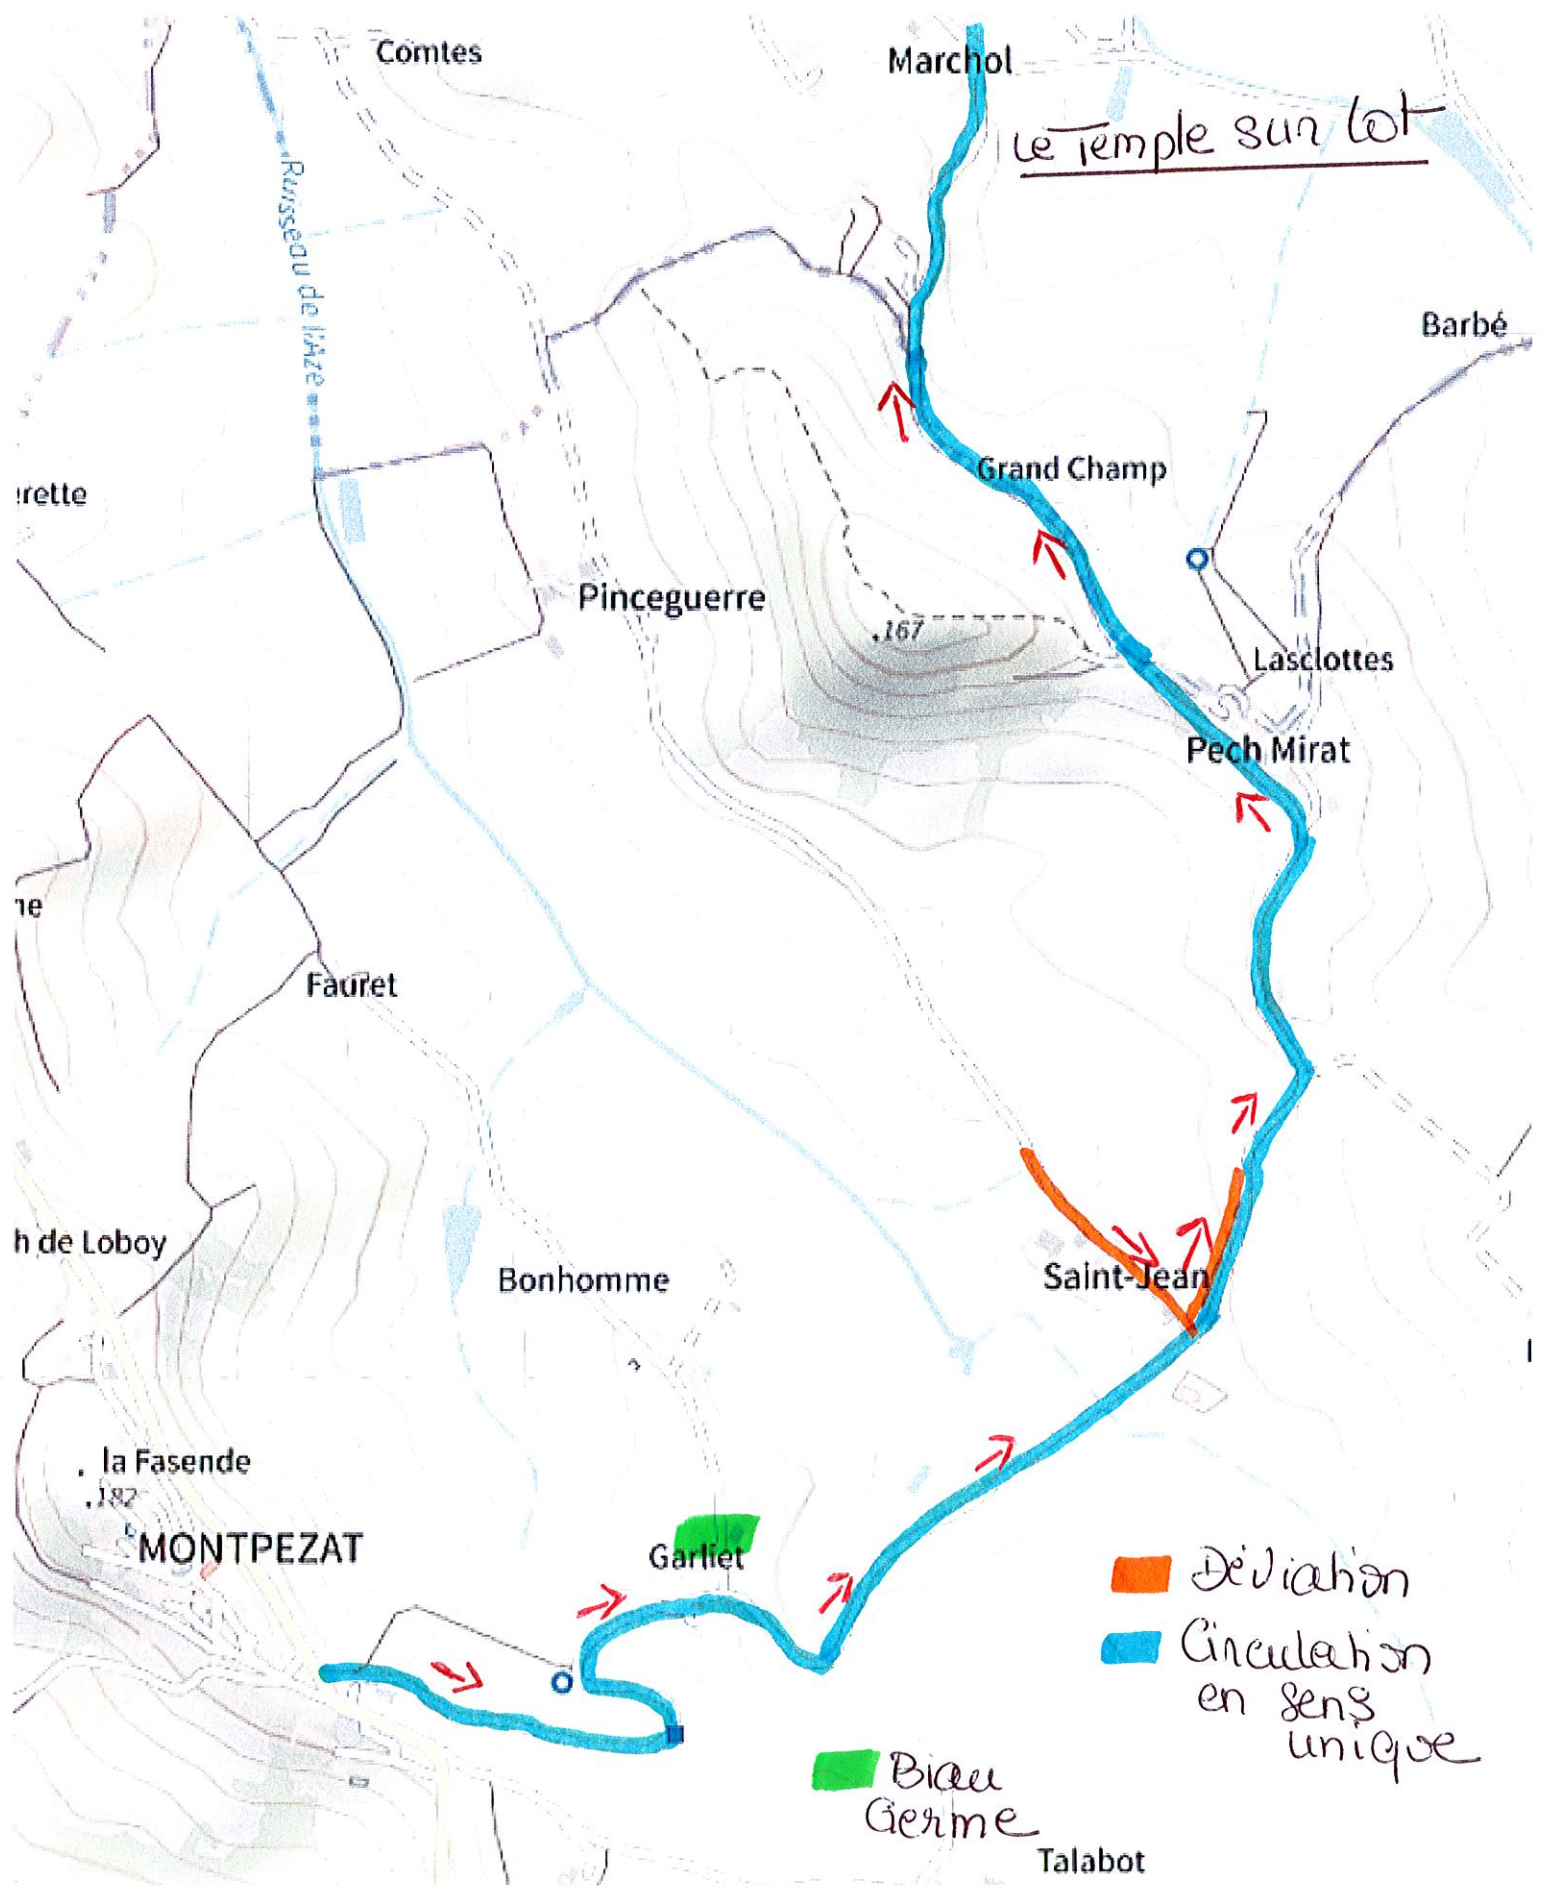 Comtes
Marchol
Le Temple sur Lot
Ruisseau de l'Aze
Barbé
Grand Champ
rette
Pinceguerre
.167
Lasclottes
Pech Mirat
ne
Fauret
h de Loboy
Saint-Jean
Bonhomme
la Fasende
.182
MONTPEZAT
Garliet
Déviation
Circulation
en sens
unique
Biau
Germe
Talabot